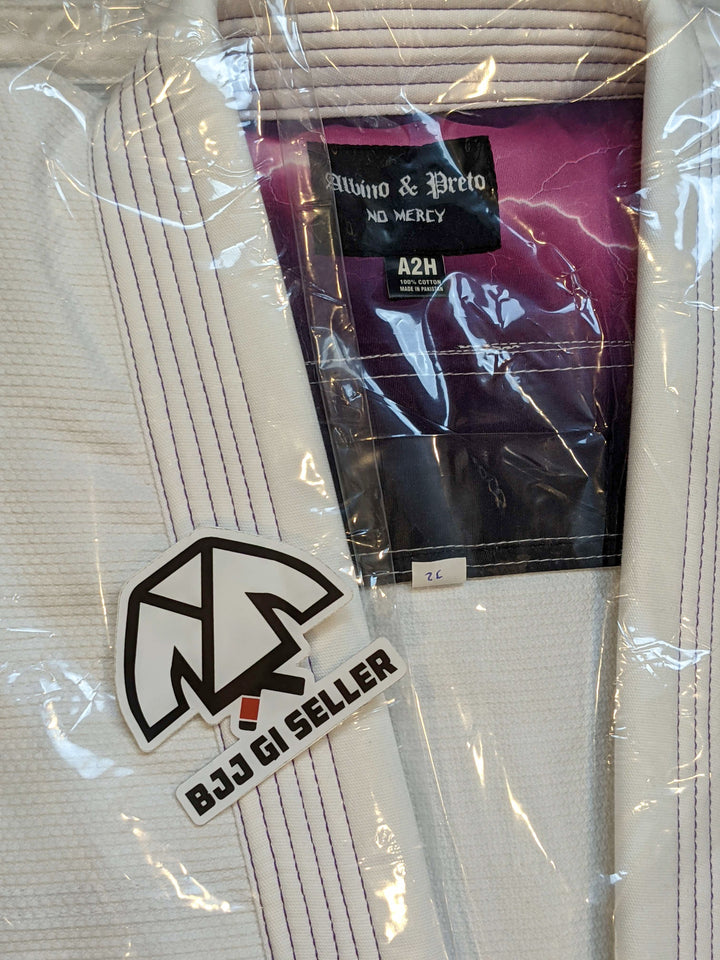 Albino & Preto
NO MERCY
A2H
100% COTTON
MADE IN PAKISTAN
BJJ GI SELLER